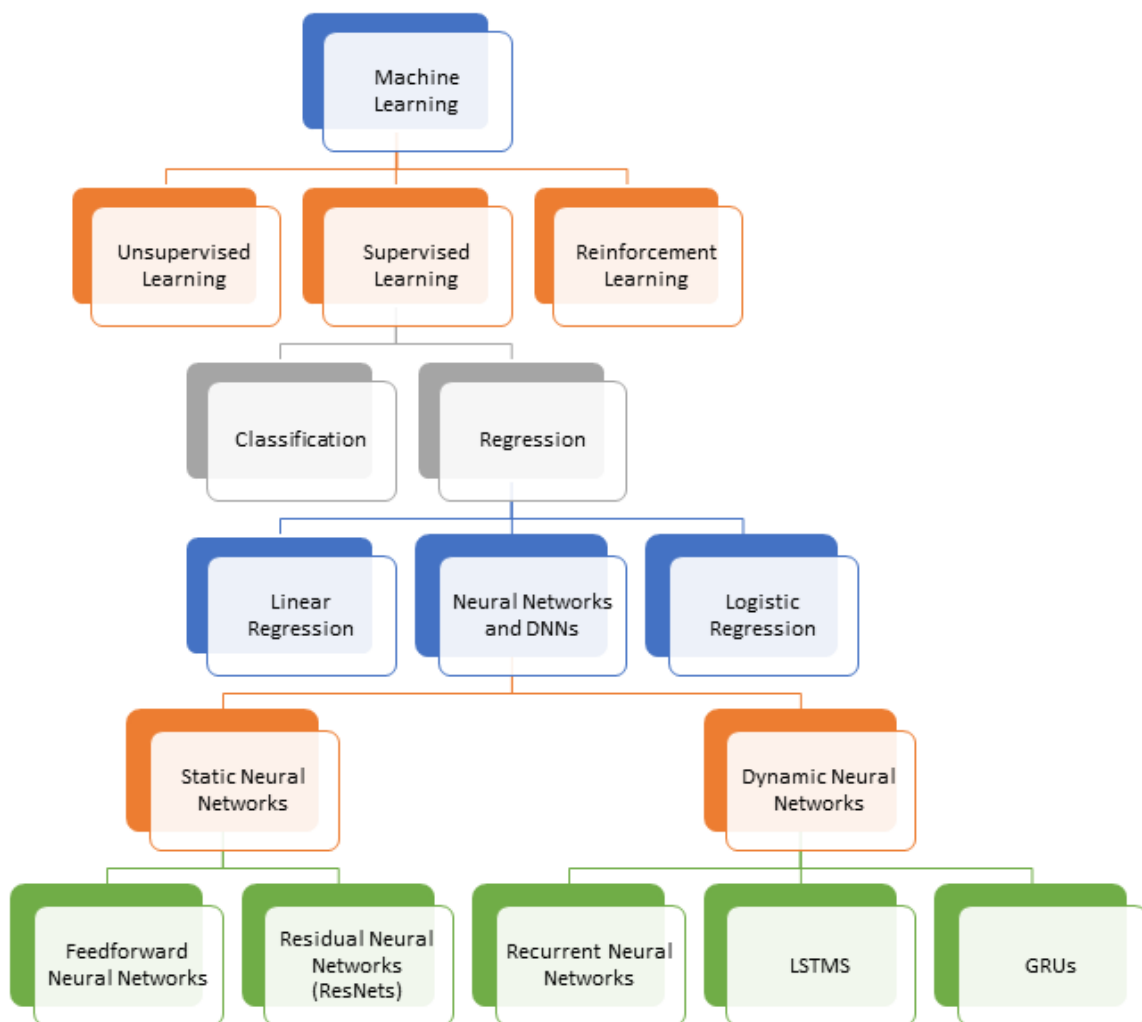 Machine
Learning
Unsupervised
Learning
Supervised
Learning
Reinforcement
Learning
Classification
Regression
Linear
Regression
Neural Networks
and DNNs
Logistic
Regression
Static Neural
Networks
Dynamic Neural
Networks
Feedforward
Neural Networks
Residual Neural
Networks
(ResNets)
Recurrent Neural
Networks
LSTMS
GRUs